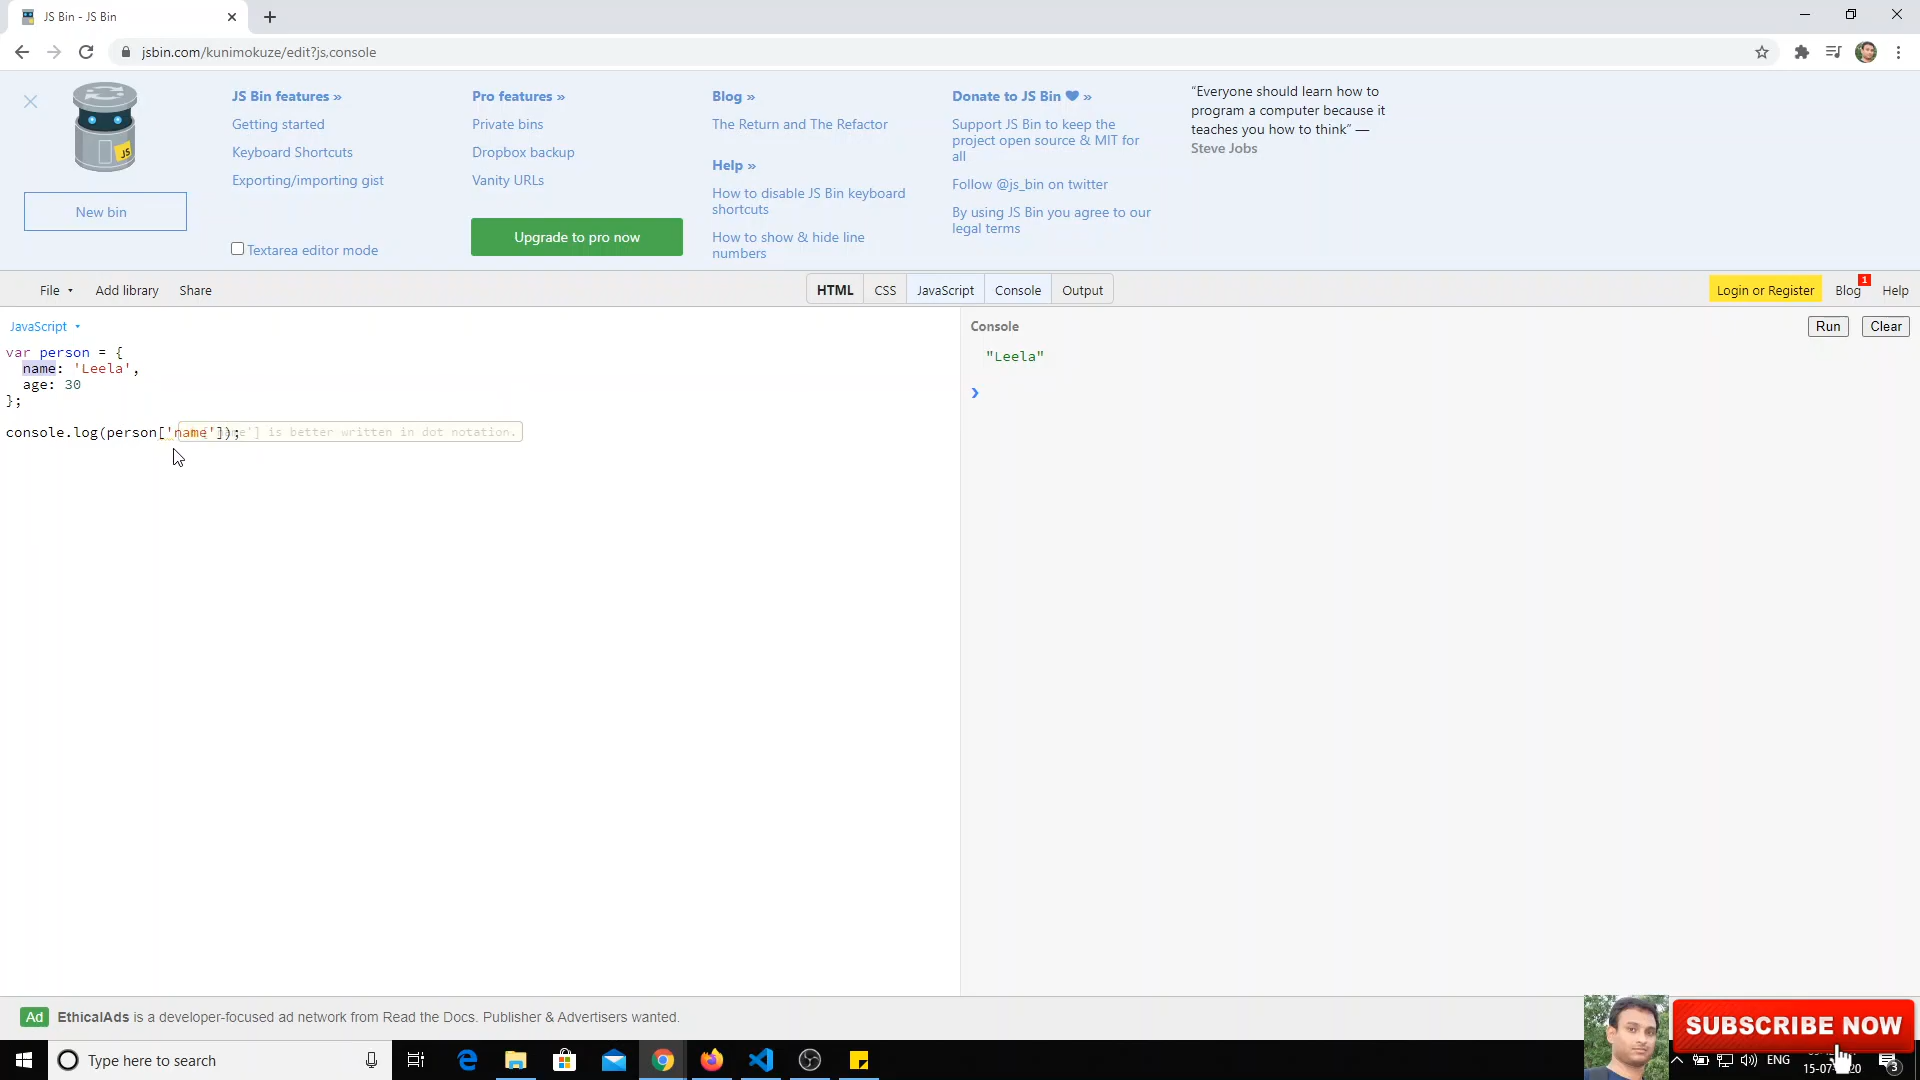 JS Bin - JS Bin
jsbin.com/kunimokuze/edit?js,console
JS Bin features »
Getting started
Keyboard Shortcuts
Exporting/importing gist
Textarea editor mode
New bin
JS
Pro features »
Private bins
Dropbox backup
Vanity URLs
Upgrade to pro now
Blog »
The Return and The Refactor
Help »
How to disable JS Bin keyboard
shortcuts
How to show & hide line
numbers
Donate to JS Bin ❤ »
Support JS Bin to keep the
project open source & MIT for
all
Follow @js_bin on twitter
By using JS Bin you agree to our
legal terms
“Everyone should learn how to
program a computer because it
teaches you how to think” —
Steve Jobs
File
Add library
Share
HTML
CSS
JavaScript
Console
Output
Login or Register
Blog
1
Help
JavaScript
var person = {
name: 'Leela',
age: 30
};
console.log(person['name']);
is better written in dot notation.
Console
Run
Clear
"Leela"
Ad
EthicalAds is a developer-focused ad network from Read the Docs. Publisher & Advertisers wanted.
SUBSCRIBE NOW
Type here to search
ENG
3